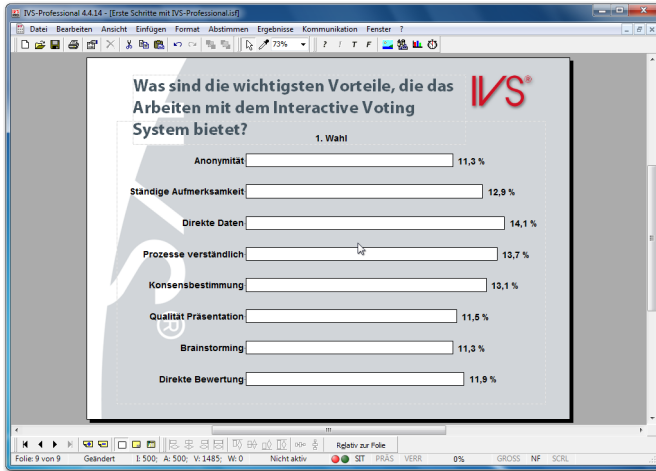 IVS-Professional 4.4.14 - [Erste Schritte mit IVS-Professional.isf]
Datei Bearbeiten Ansicht Einfügen Format Abstimmen Ergebnisse Kommunikation Fenster ?
73%
Was sind die wichtigsten Vorteile, die das
Arbeiten mit dem Interactive Voting
System bietet?
IVS®
1. Wahl
Anonymität 11,3 %
Ständige Aufmerksamkeit 12,9 %
Direkte Daten 14,1 %
Prozesse verständlich 13,7 %
Konsensbestimmung 13,1 %
Qualität Präsentation 11,5 %
Brainstorming 11,3 %
Direkte Bewertung 11,9 %
Relativ zur Folie
Folie: 9 von 9 Geändert I: 500; A: 500; V: 1485; W: 0 Nicht aktiv SIT PRÄS VERR 0% GROSS NF SCRL